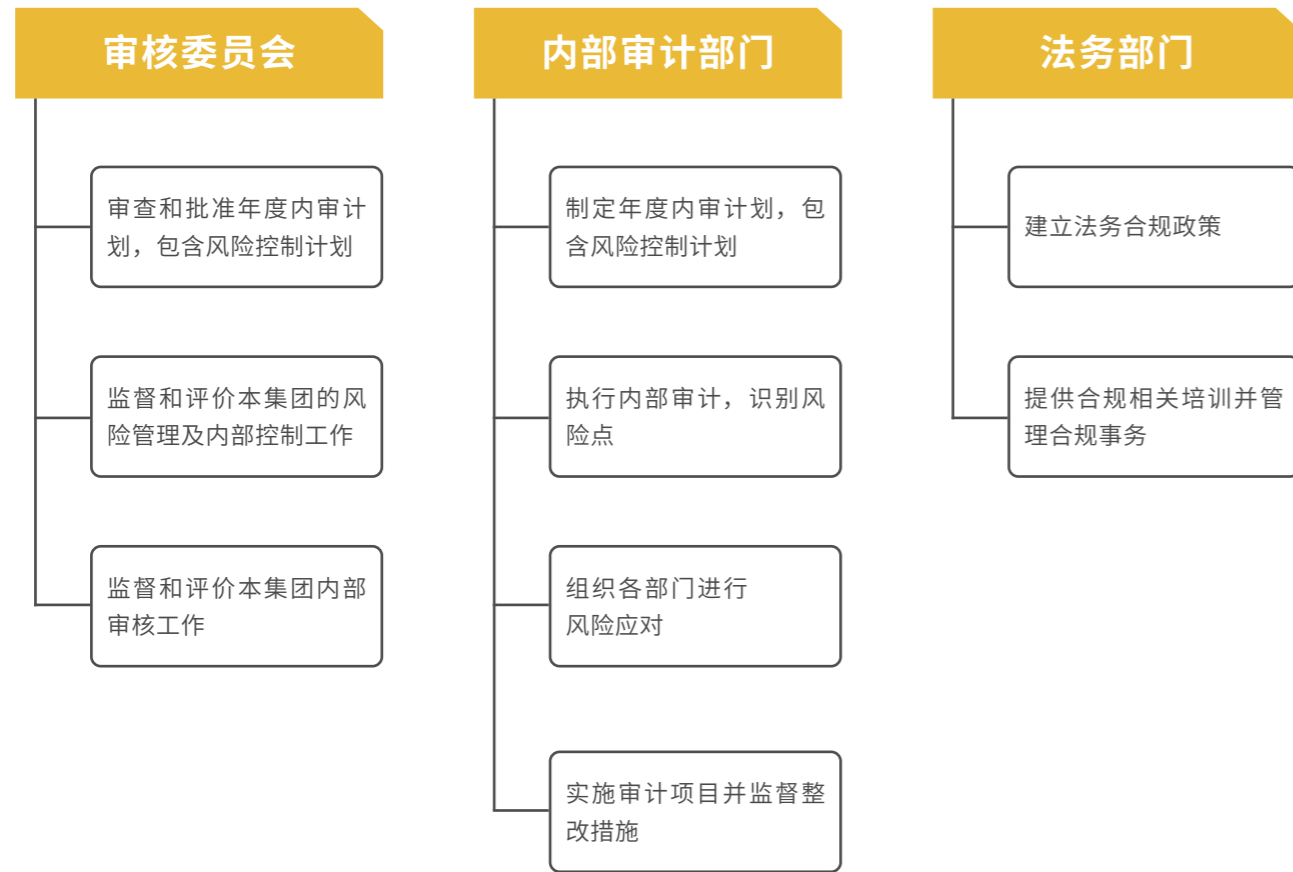 审核委员会
审查和批准年度内审计
划，包含风险控制计划
监督和评价本集团的风
险管理及内部控制工作
监督和评价本集团内部
审核工作
内部审计部门
制定年度内审计划，包
含风险控制计划
执行内部审计，识别风
险点
组织各部门进行
风险应对
实施审计项目并监督整
改措施
法务部门
建立法务合规政策
提供合规相关培训并管
理合规事务